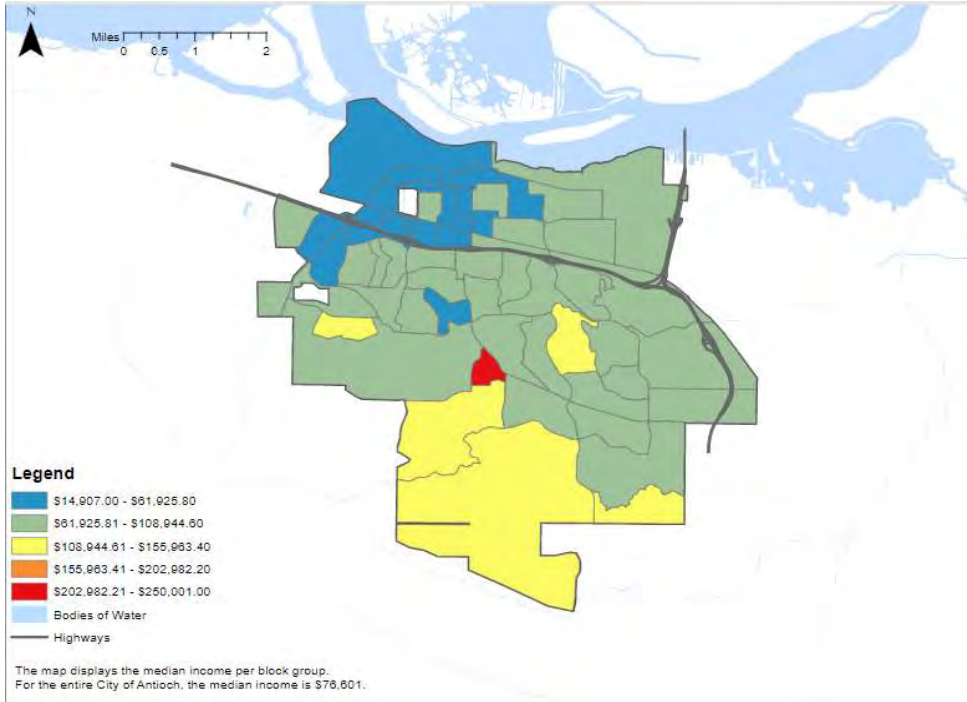 N
Miles
0 0.5 1 2
Legend
$14,907.00 - $61,925.80
$61,925.81 - $108,944.60
$108,944.61 - $155,963.40
$155,963.41 - $202,982.20
$202,982.21 - $250,001.00
Bodies of Water
Highways
The map displays the median income per block group.
For the entire City of Antioch, the median income is $76,601.